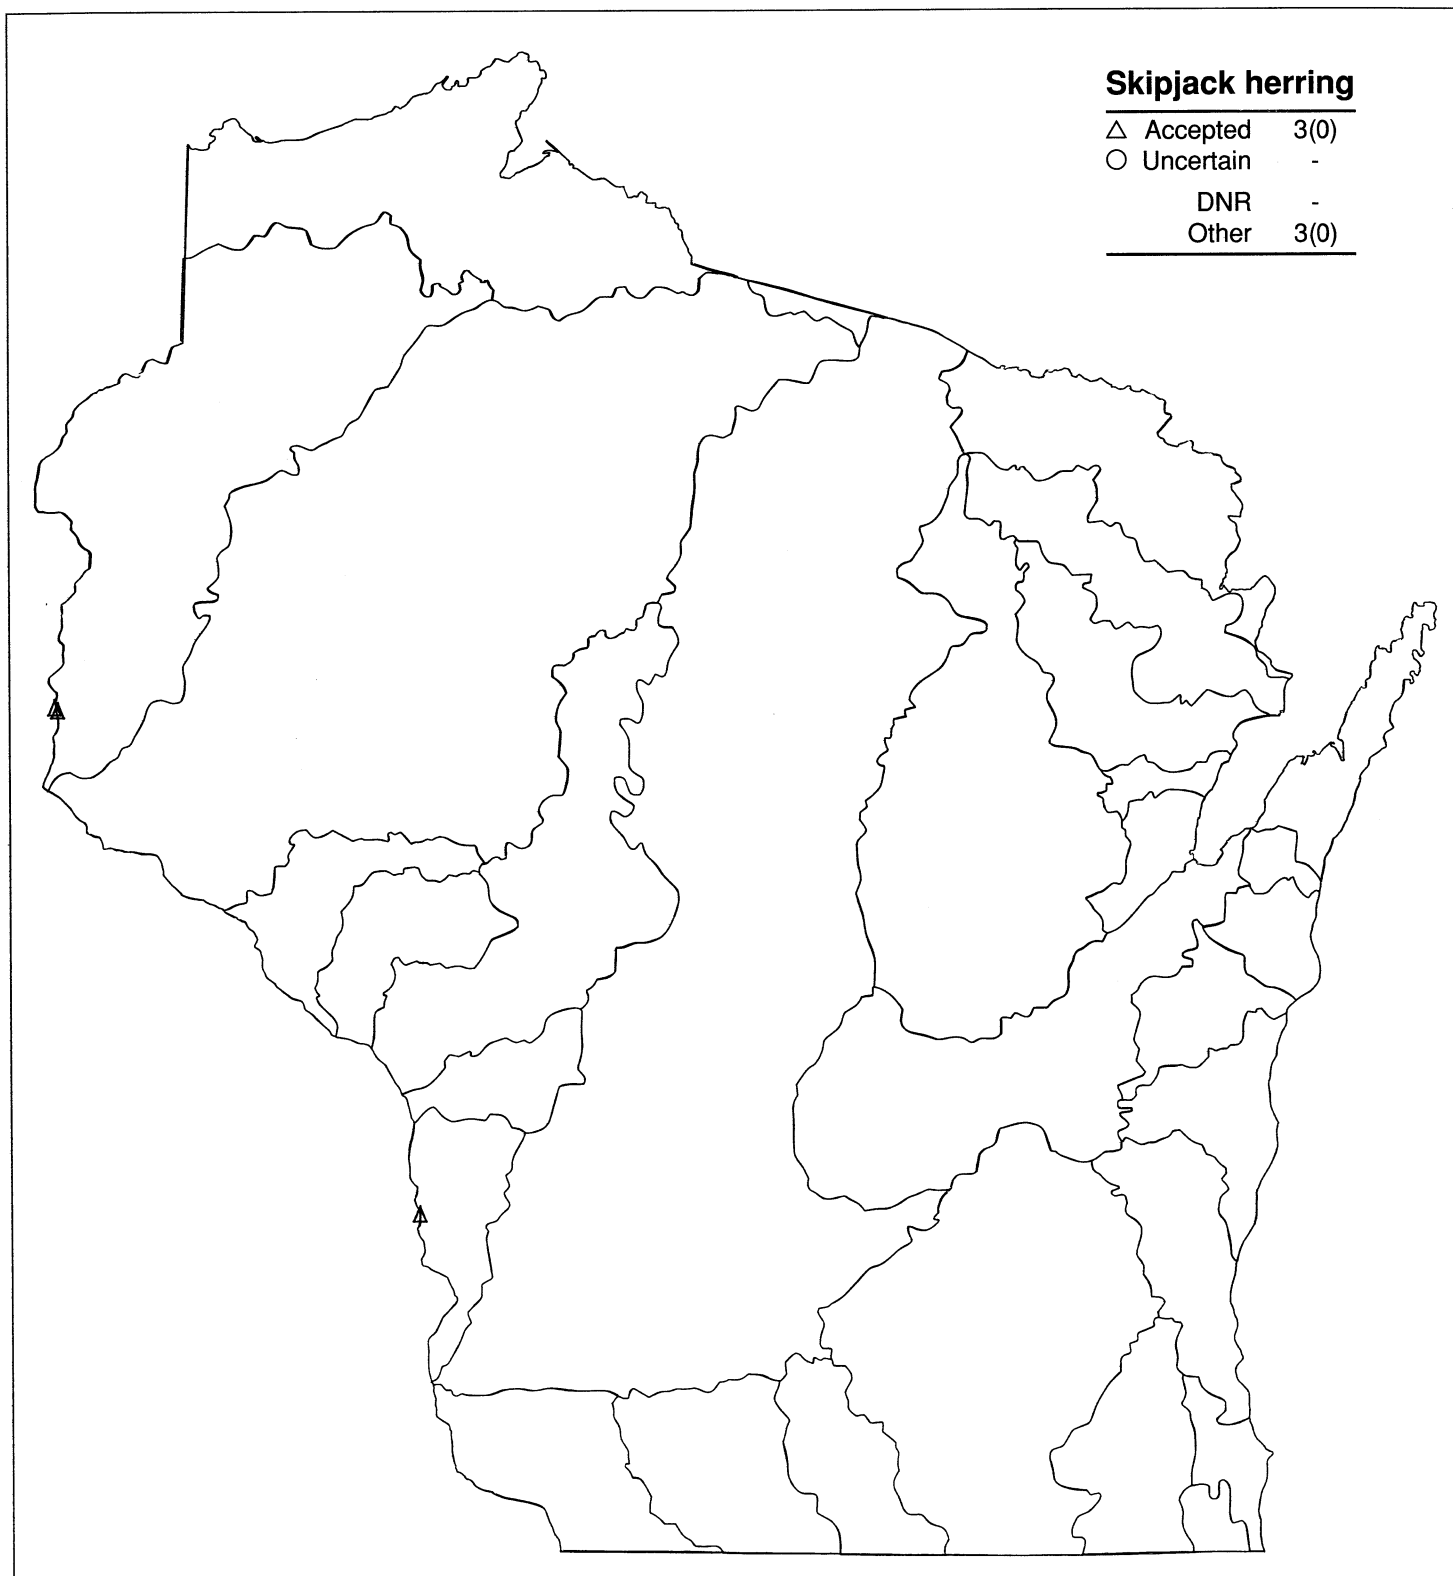 Skipjack herring
△ Accepted 3(0)
○ Uncertain -
DNR -
Other 3(0)